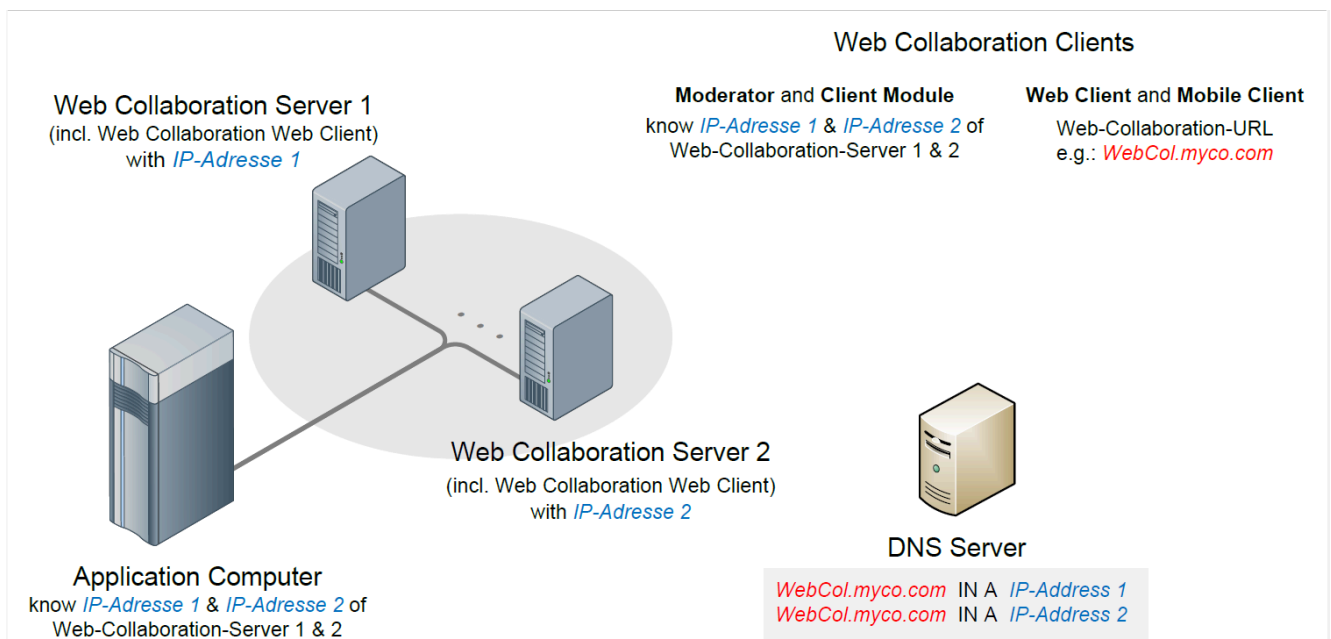 Web Collaboration Clients
Web Collaboration Server 1
(incl. Web Collaboration Web Client)
with IP-Adresse 1
Moderator and Client Module
know IP-Adresse 1 & IP-Adresse 2 of
Web-Collaboration-Server 1 & 2
Web Client and Mobile Client
Web-Collaboration-URL
e.g.: WebCol.myco.com
Web Collaboration Server 2
(incl. Web Collaboration Web Client)
with IP-Adresse 2
Application Computer
know IP-Adresse 1 & IP-Adresse 2 of
Web-Collaboration-Server 1 & 2
DNS Server
WebCol.myco.com IN A IP-Address 1
WebCol.myco.com IN A IP-Address 2